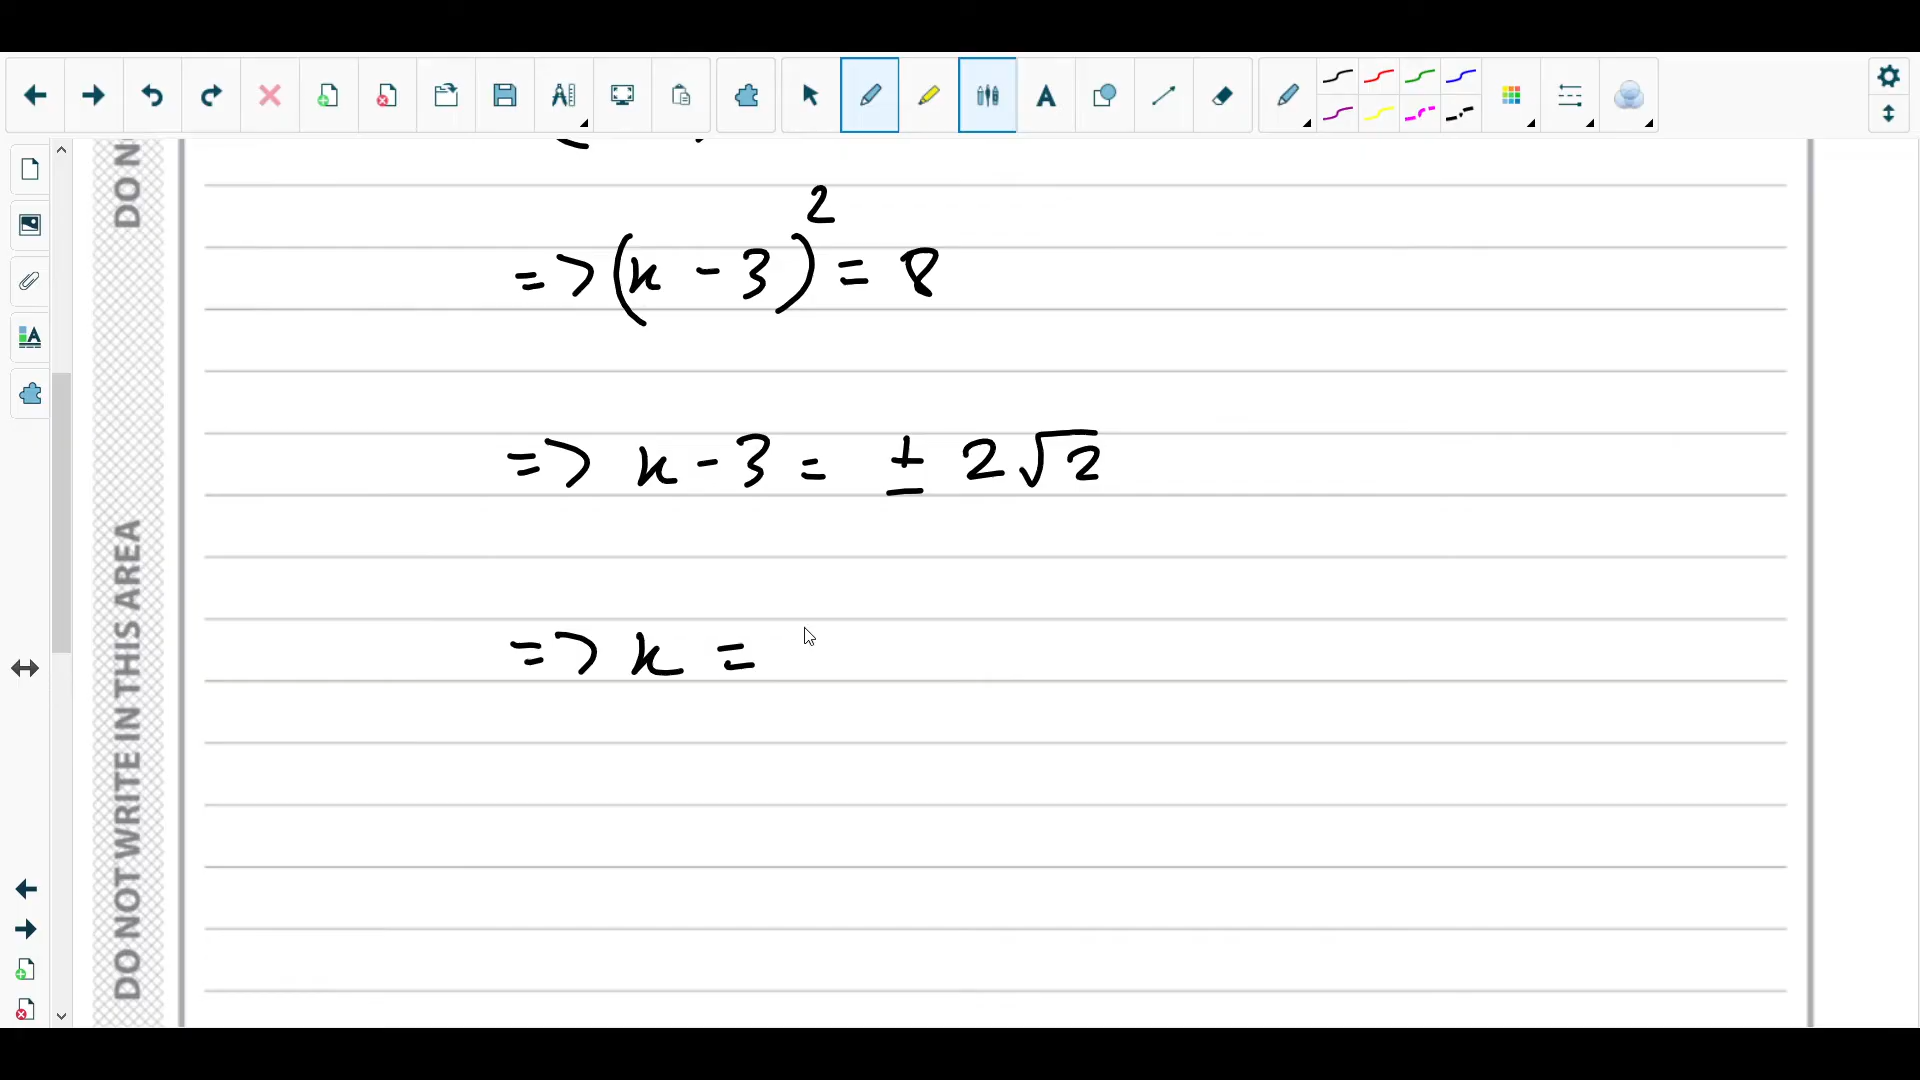 DO N
=> (k - 3)² = 8
=> k - 3 = ± 2√2
=> k =
DO NOT WRITE IN THIS AREA